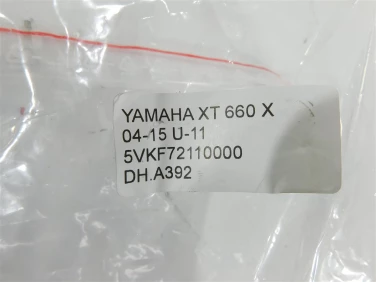 YAMAHA XT 660 X
04-15 U-11
5VKF72110000
DH.A392